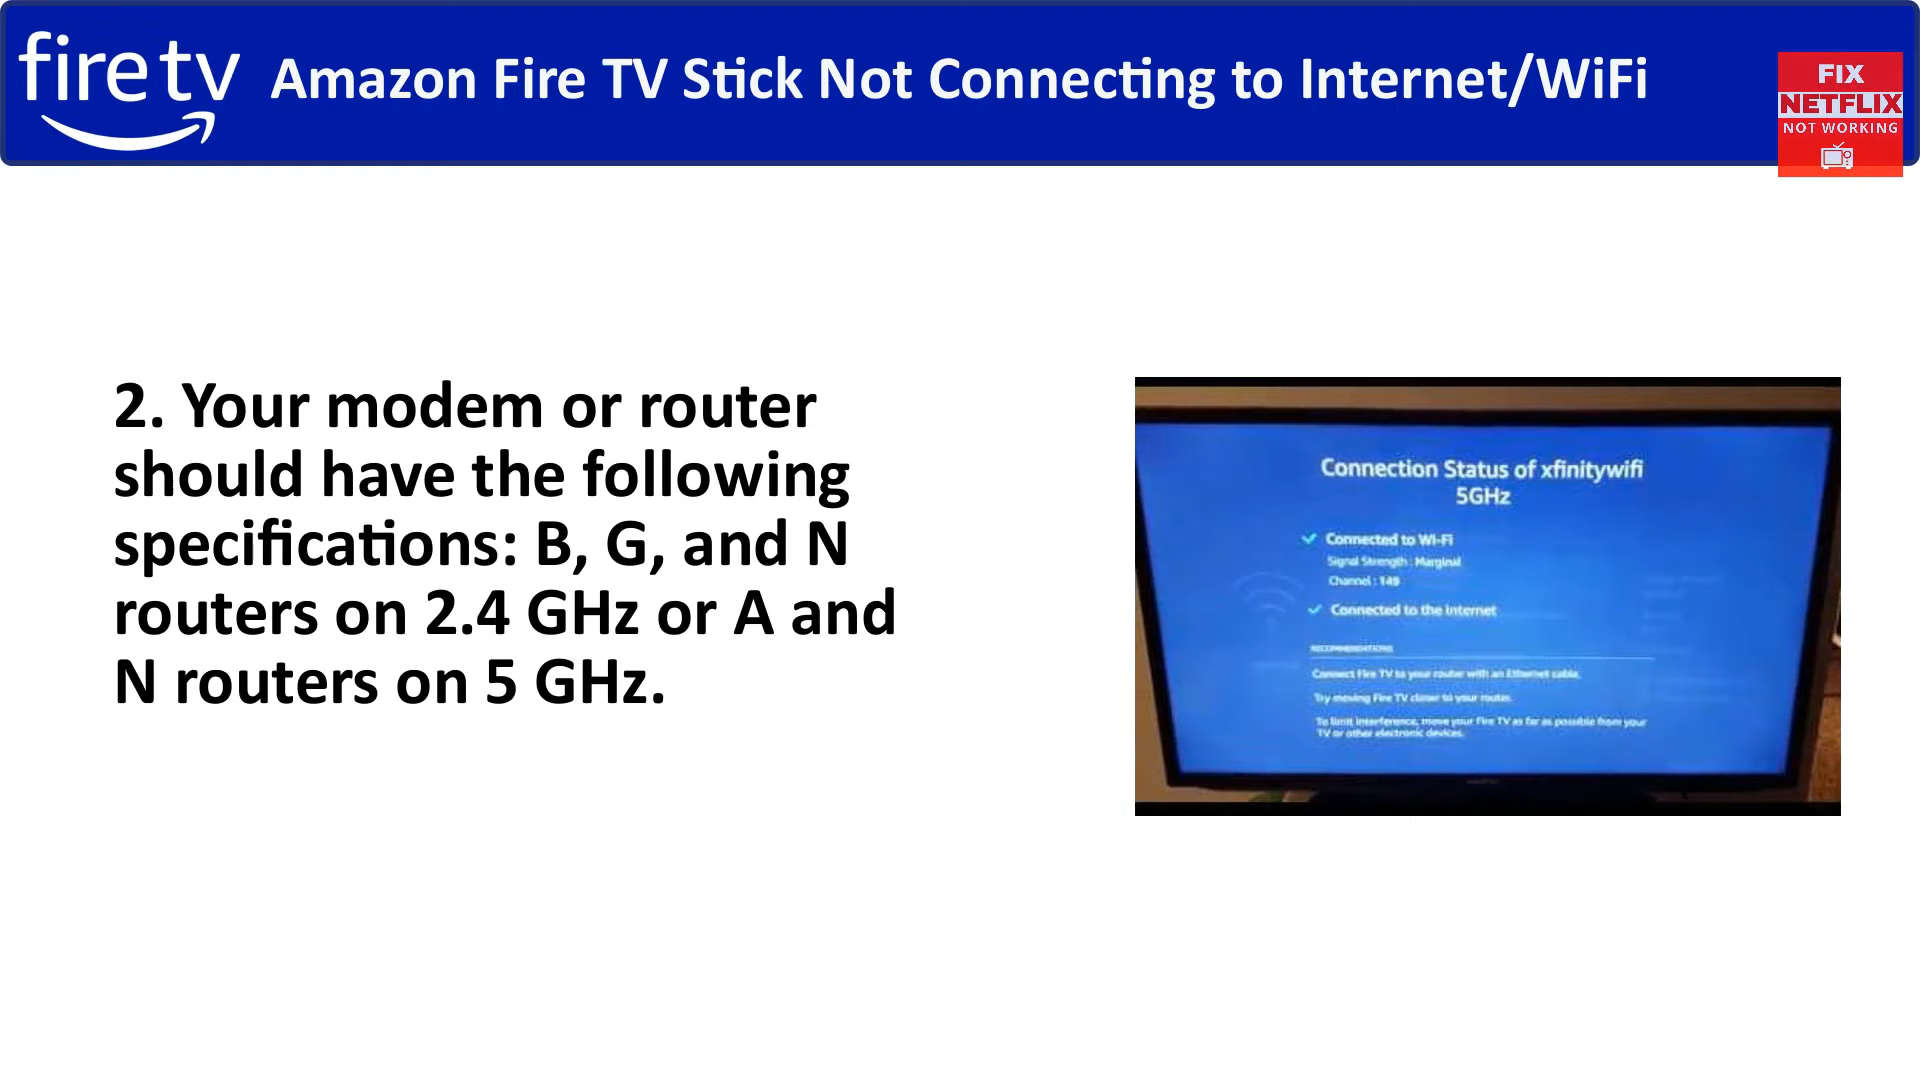 fire tv
Amazon Fire TV Stick Not Connecting to Internet/WiFi
FIX
NETFLIX
NOT WORKING
2. Your modem or router
should have the following
specifications: B, G, and N
routers on 2.4 GHz or A and
N routers on 5 GHz.
Connection Status of xfinitywifi
5GHz
Connected to Wi-Fi
Signal Strength : Marginal
Channel : 149
Connected to the Internet
RECOMMENDATIONS
Connect Fire TV to your router with an Ethernet cable.
Try moving Fire TV closer to your router.
To limit interference, move your Fire TV as far as possible from your
TV or other electronic devices.